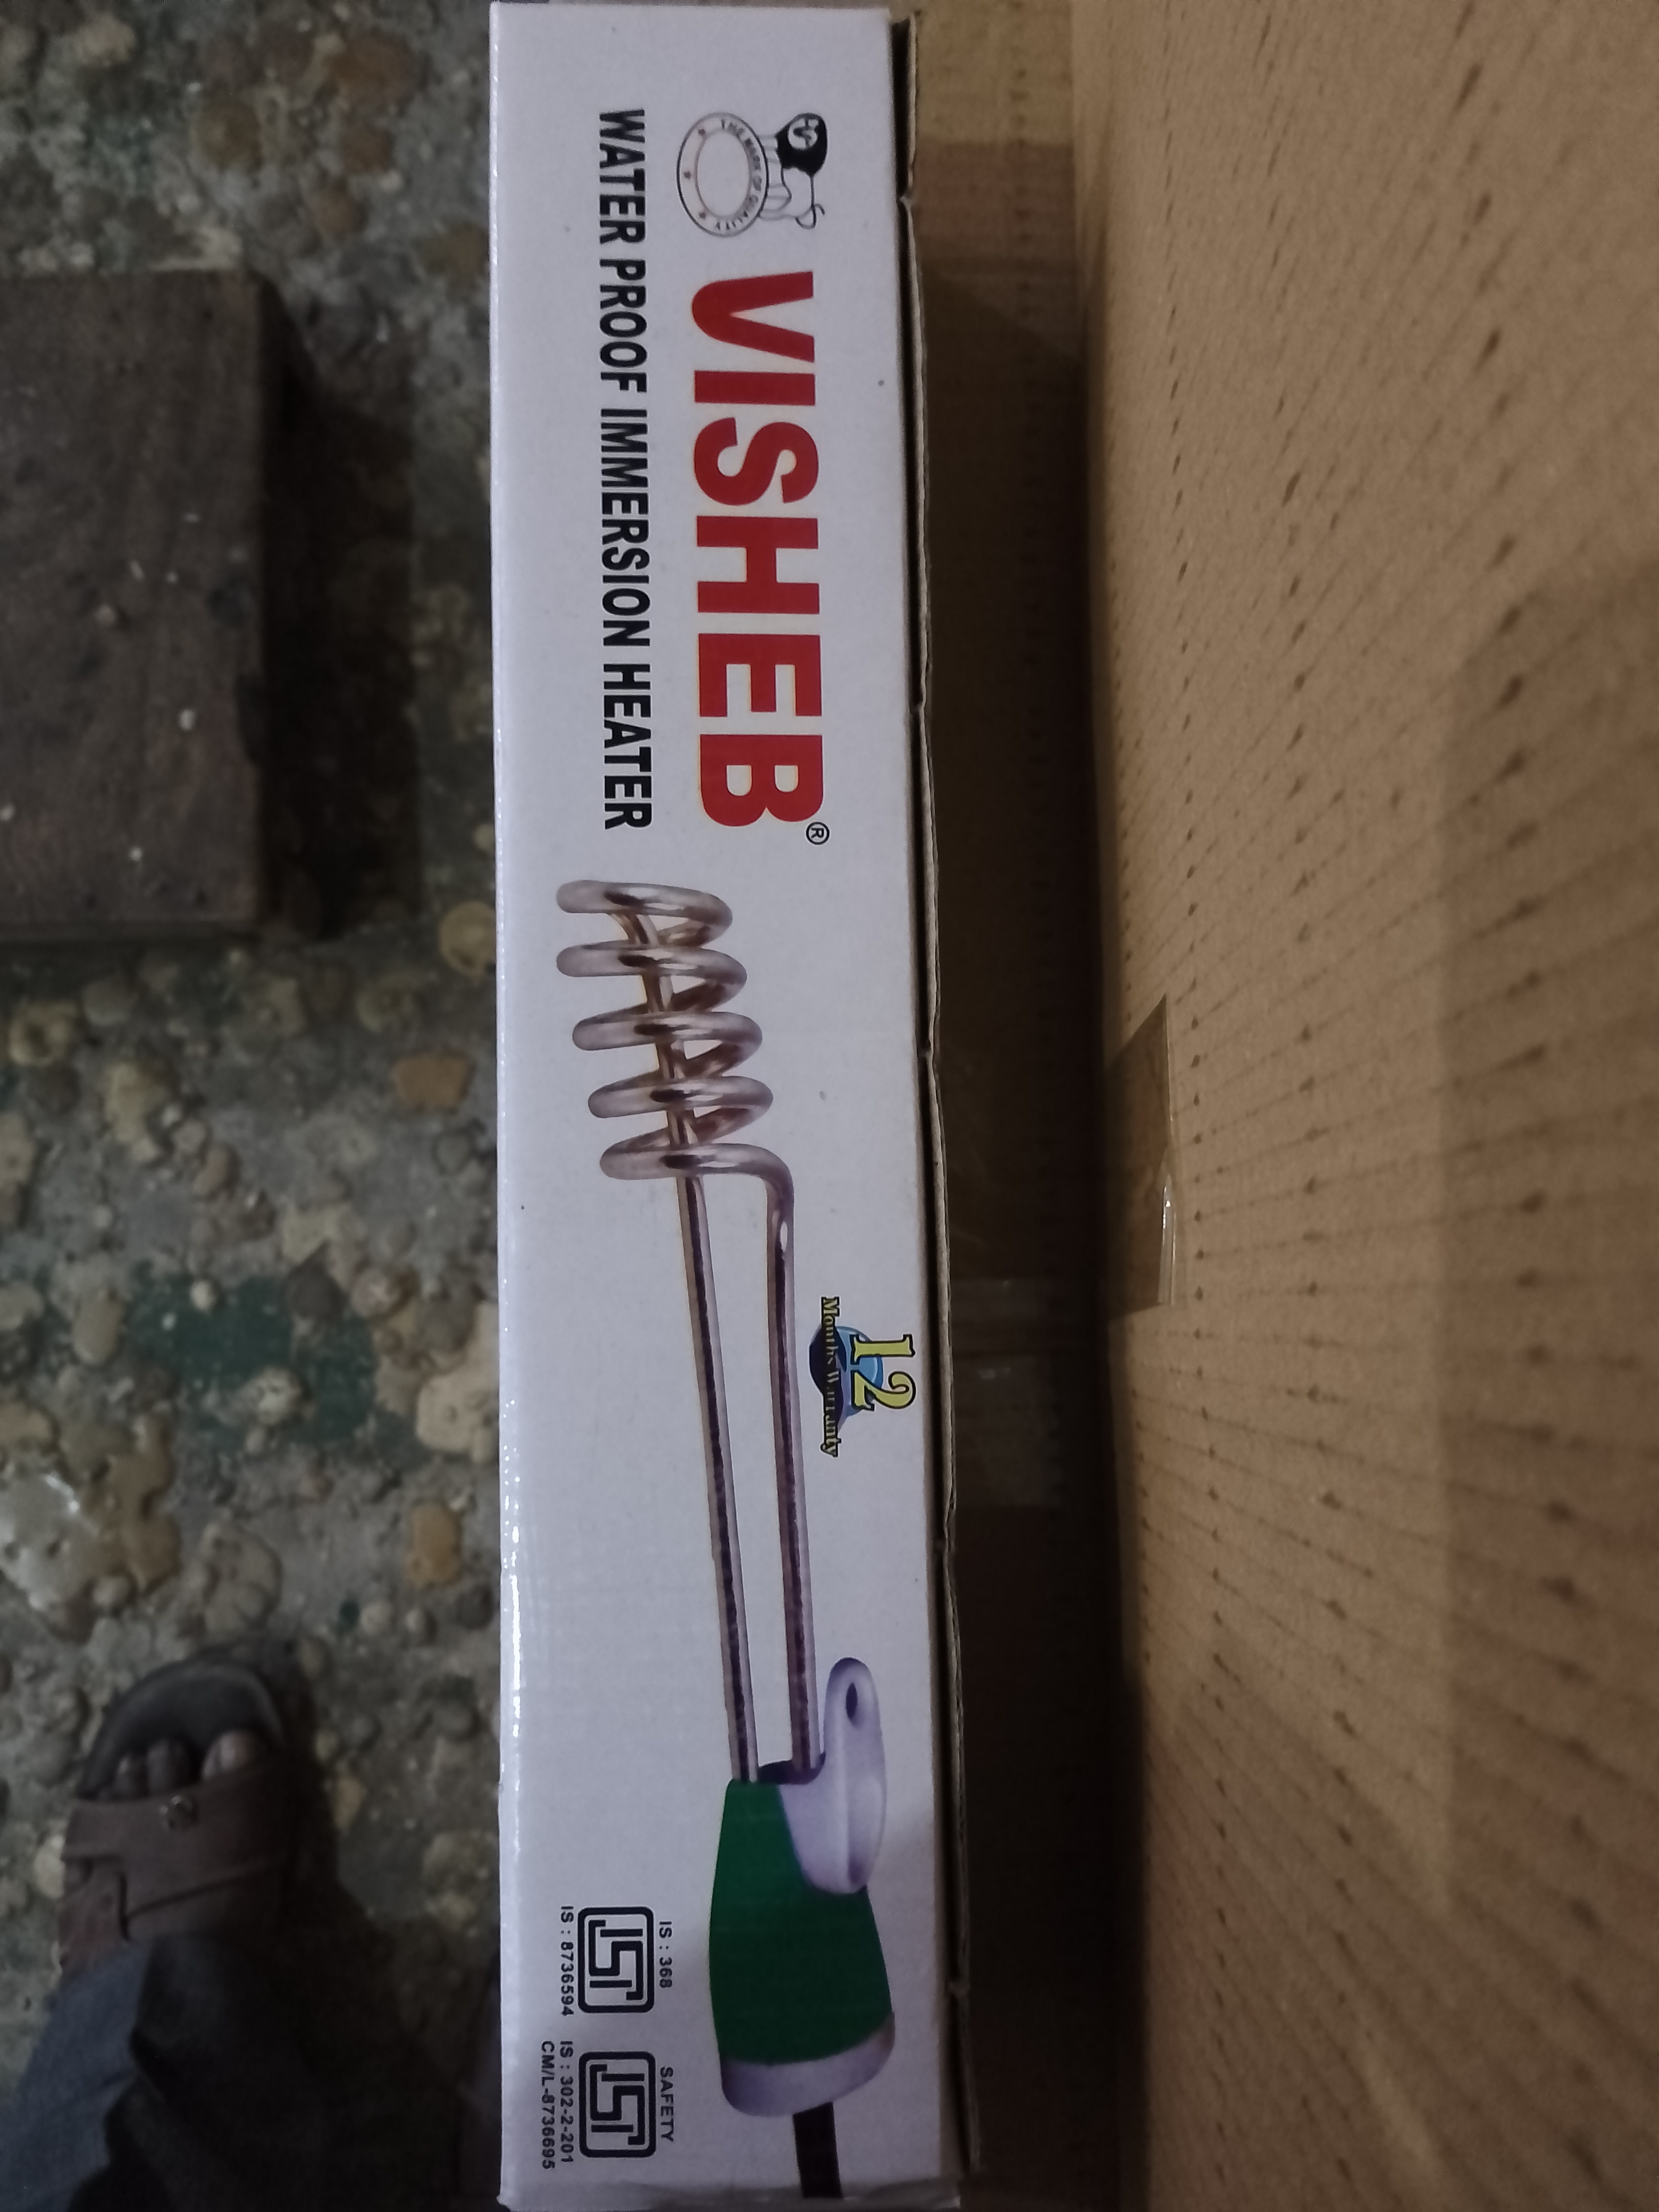 THE MARK OF QUALITY
VISHEB®
WATER PROOF IMMERSION HEATER
12
Months Warranty
IS : 368
IS : 8736594
SAFETY
IS : 302-2-201
CM/L-8736695